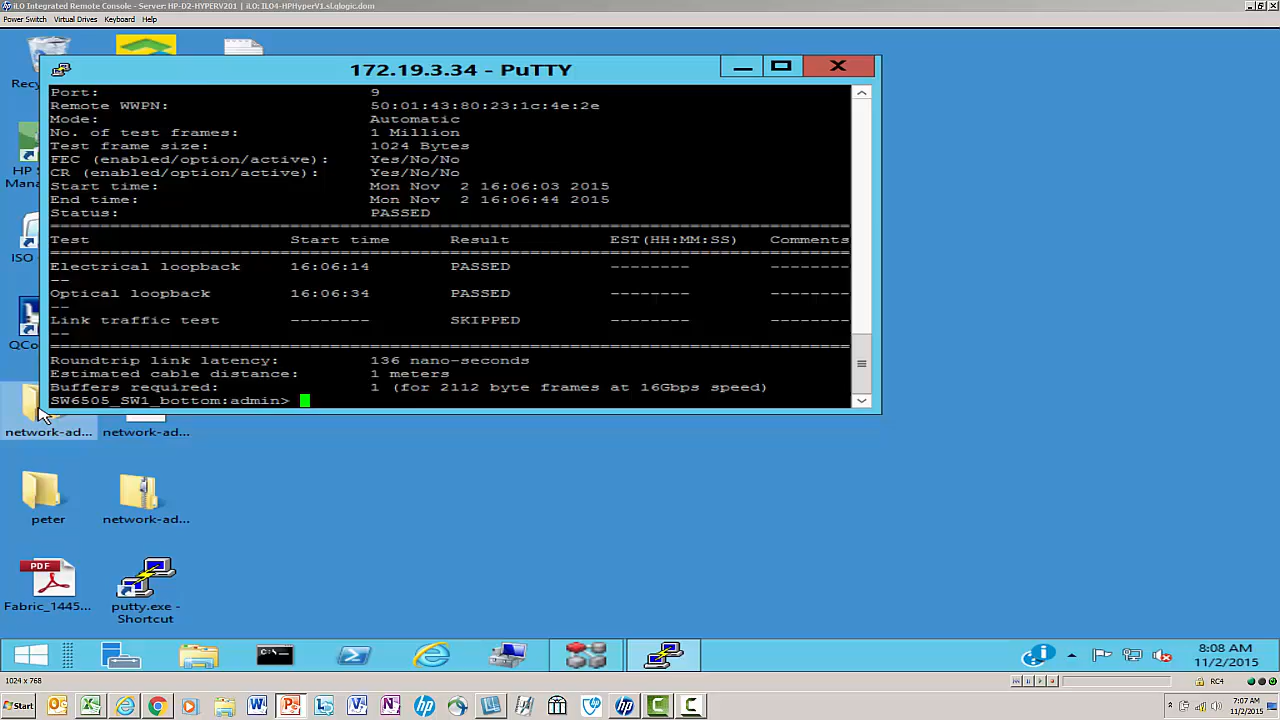 iLO Integrated Remote Console - Server: HP-D2-HYPERV201 | iLO: ILO4-HPHyperV1.sl.qlogic.dom
Power Switch Virtual Drives Keyboard Help
172.19.3.34 - PuTTY
Port: 9
Remote WWPN: 50:01:43:80:23:1c:4e:2e
Mode: Automatic
No. of test frames: 1 Million
Test frame size: 1024 Bytes
FEC (enabled/option/active): Yes/No/No
CR (enabled/option/active): Yes/No/No
Start time: Mon Nov 2 16:06:03 2015
End time: Mon Nov 2 16:06:44 2015
Status: PASSED
================================================================================
Test Start time Result EST(HH:MM:SS) Comments
================================================================================
Electrical loopback 16:06:14 PASSED -------- --------
--
Optical loopback 16:06:34 PASSED -------- --------
--
Link traffic test -------- SKIPPED -------- --------
--
================================================================================
Roundtrip link latency: 136 nano-seconds
Estimated cable distance: 1 meters
Buffers required: 1 (for 2112 byte frames at 16Gbps speed)
SW6505_SW1_bottom:admin>
Recy
HP S
Mana
ISO
QCo
network-ad... network-ad...
peter network-ad...
PDF
Fabric_1445... putty.exe -
Shortcut
8:08 AM
11/2/2015
1024 x 768
RC4
Start
7:07 AM
11/2/2015